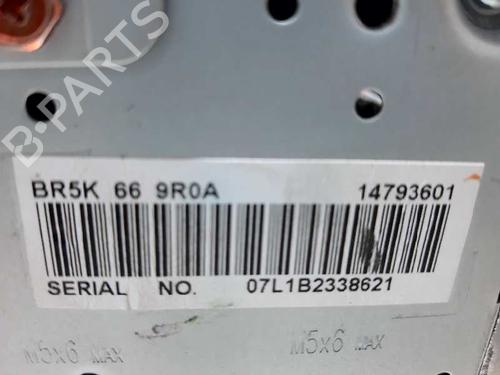 B-PARTS
BR5K 66 9R0A 14793601
SERIAL NO. 07L1B2338621
M5x6 MAX M5x6 MAX